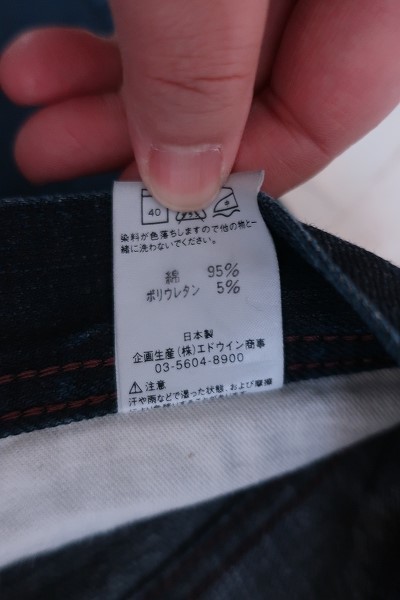 40
染料が色落ちしますので他の物と一
緒に洗わないでください。
綿 95%
ポリウレタン 5%
日本製
企画生産(株)エドウイン商事
03-5604-8900
⚠注意
汗や雨などで湿った状態、および摩擦